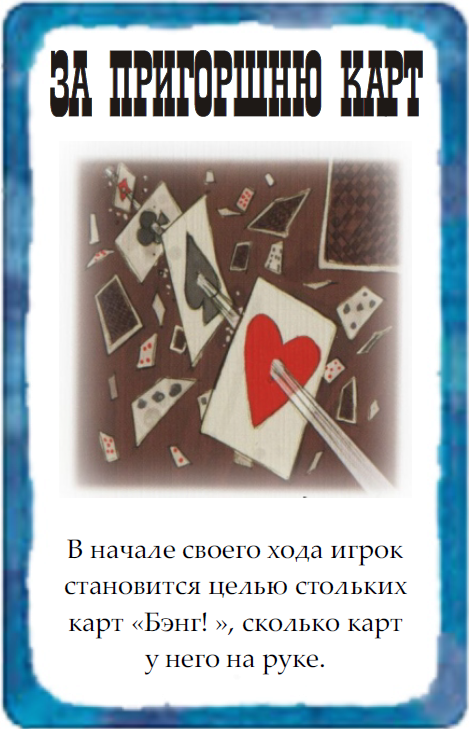 ЗА ПРИГОРШНЮ КАРТ
В начале своего хода игрок
становится целью стольких
карт «Бэнг! », сколько карт
у него на руке.